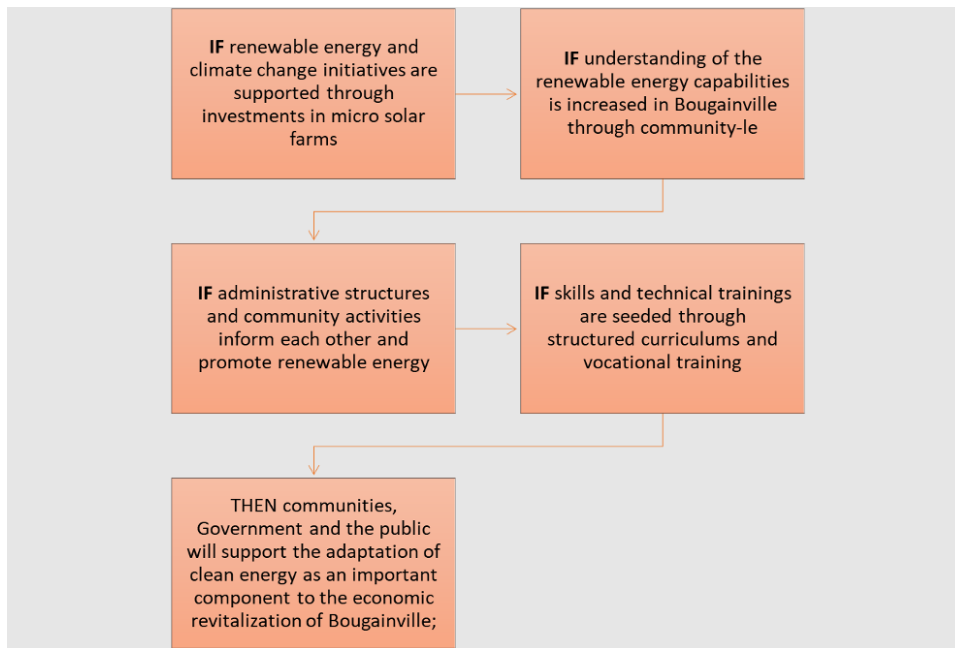 IF renewable energy and
climate change initiatives are
supported through
investments in micro solar
farms
IF understanding of the
renewable energy capabilities
is increased in Bougainville
through community-le
IF administrative structures
and community activities
inform each other and
promote renewable energy
IF skills and technical trainings
are seeded through
structured curriculums and
vocational training
THEN communities,
Government and the public
will support the adaptation of
clean energy as an important
component to the economic
revitalization of Bougainville;